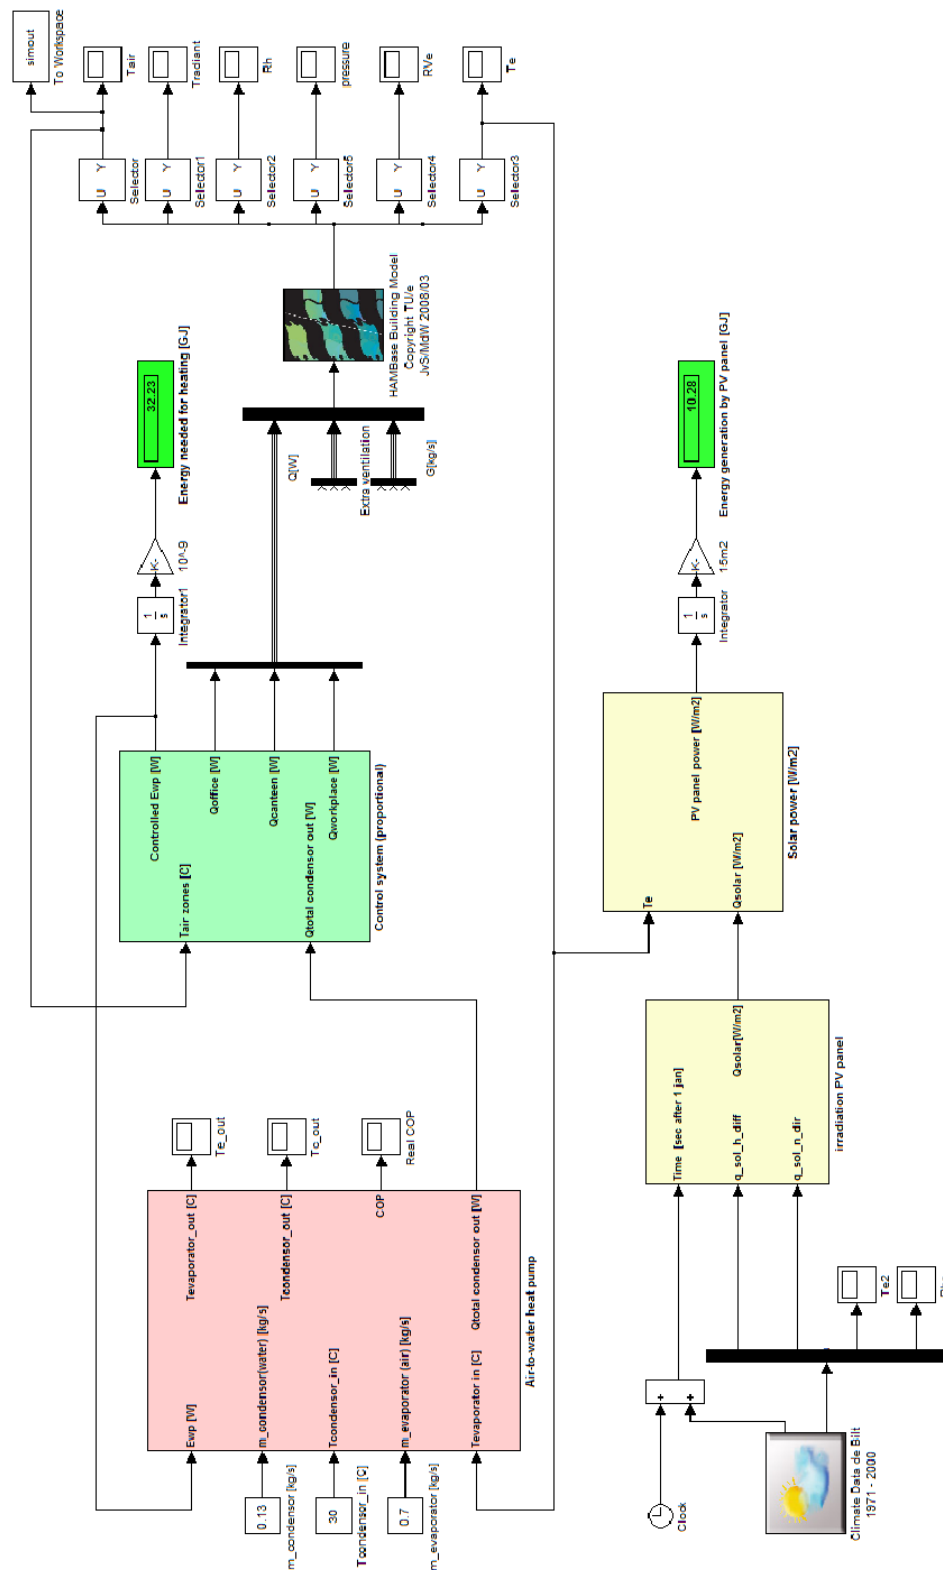 simout
To Workspace
Tair
Tradiant
Rh
pressure
RVe
Te
U Y
Selector
U Y
Selector1
U Y
Selector2
U Y
Selector5
U Y
Selector4
U Y
Selector3
HAMBase Building Model
Copyright TU/e
JvS/MdW 2008/03
32.23
Energy needed for heating [GJ]
K-
10^-9
1
s
Integrator1
Q[W]
Extra ventilation
G[kg/s]
Controlled Ewp [W]
Qoffice [W]
Qcanteen [W]
Qworkplace [W]
Tair zones [C]
Qtotal condensor out [W]
Control system (proportional)
Te_out
Tc_out
Real COP
Tevaporator_out [C]
Tcondensor_out [C]
COP
Qtotal condensor out [W]
Ewp [W]
m_condensor(water) [kg/s]
Tcondensor_in [C]
m_evaporator (air) [kg/s]
Tevaporator in [C]
Air-to-water heat pump
0.13
m_condensor [kg/s]
30
Tcondensor_in [C]
0.7
m_evaporator [kg/s]
10.28
Energy generation by PV panel [GJ]
K-
15m2
1
s
Integrator
PV panel power [W/m2]
Te
Qsolar [W/m2]
Solar power [W/m2]
Qsolar[W/m2]
Time [sec after 1 jan]
q_sol_h_diff
q_sol_n_dir
irradiation PV panel
Te2
+
+
Clock
Climate Data de Bilt
1971 - 2000